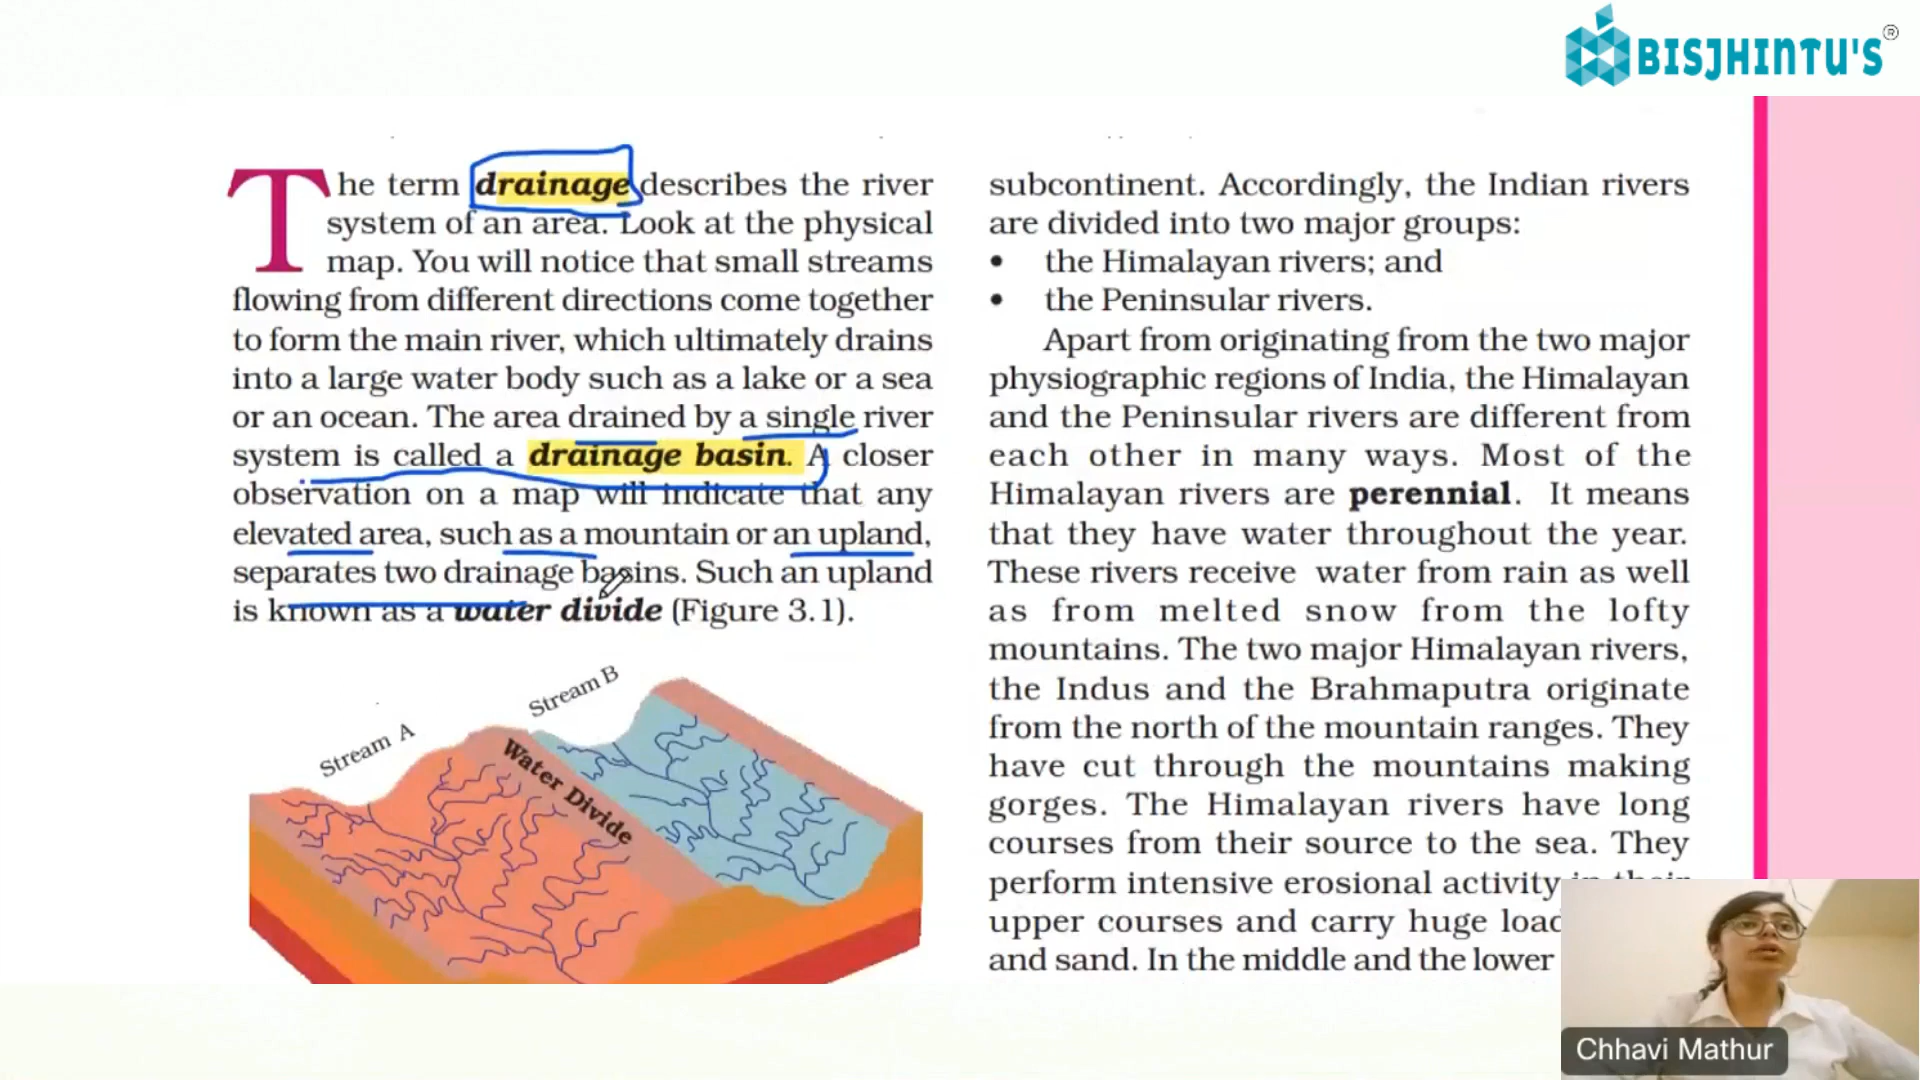 BISJHINTU'S®
The term drainage describes the river
system of an area. Look at the physical
map. You will notice that small streams
flowing from different directions come together
to form the main river, which ultimately drains
into a large water body such as a lake or a sea
or an ocean. The area drained by a single river
system is called a drainage basin. A closer
observation on a map will indicate that any
elevated area, such as a mountain or an upland,
separates two drainage basins. Such an upland
is known as a water divide (Figure 3.1).
Stream A
Stream B
Water Divide
subcontinent. Accordingly, the Indian rivers
are divided into two major groups:
• the Himalayan rivers; and
• the Peninsular rivers.
Apart from originating from the two major
physiographic regions of India, the Himalayan
and the Peninsular rivers are different from
each other in many ways. Most of the
Himalayan rivers are perennial. It means
that they have water throughout the year.
These rivers receive water from rain as well
as from melted snow from the lofty
mountains. The two major Himalayan rivers,
the Indus and the Brahmaputra originate
from the north of the mountain ranges. They
have cut through the mountains making
gorges. The Himalayan rivers have long
courses from their source to the sea. They
perform intensive erosional activity
upper courses and carry huge
and sand. In the middle and the lower
Chhavi Mathur